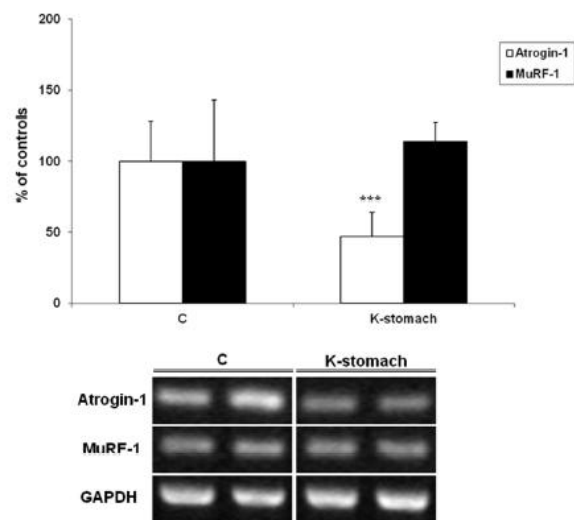 200
150
100
50
0
% of controls
Atrogin-1
MuRF-1
***
C
K-stomach
C
K-stomach
Atrogin-1
MuRF-1
GAPDH